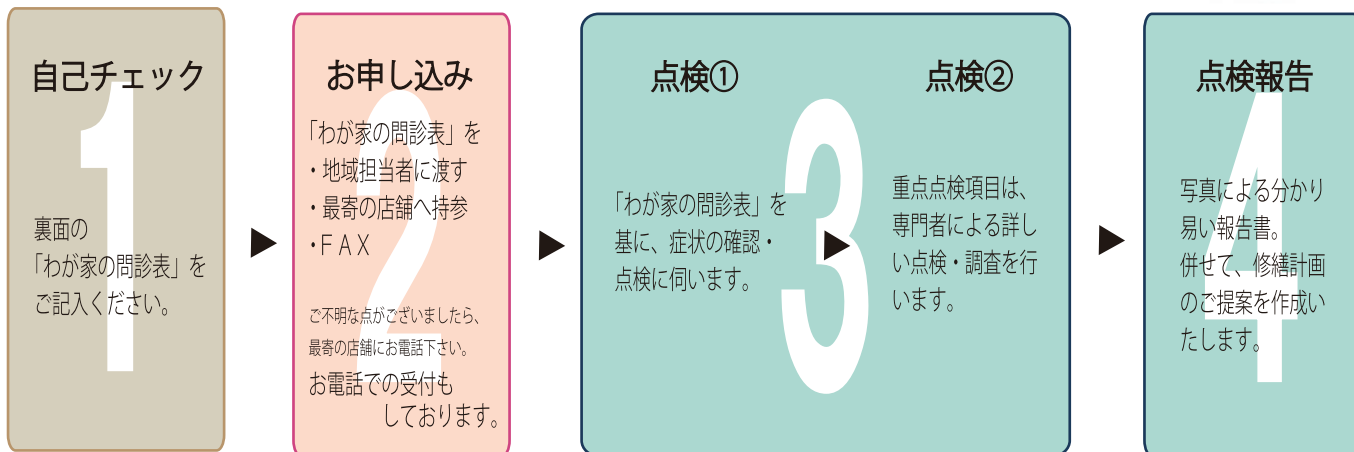 1
自己チェック
裏面の
「わが家の問診表」を
ご記入ください。
▶
2
お申し込み
「わが家の問診表」を
・地域担当者に渡す
・最寄の店舗へ持参
・FAX
ご不明な点がございましたら、
最寄の店舗にお電話下さい。
お電話での受付も
しております。
▶
3
点検①
「わが家の問診表」を
基に、症状の確認・
点検に伺います。
▶
点検②
重点点検項目は、
専門者による詳し
い点検・調査を行
います。
▶
4
点検報告
写真による分かり
易い報告書。
併せて、修繕計画
のご提案を作成い
たします。